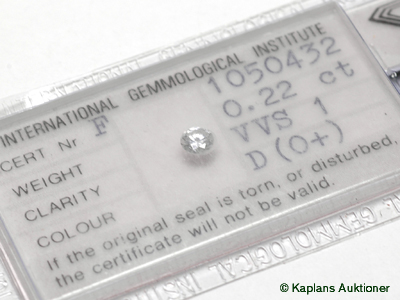 INTERNATIONAL GEMMOLOGICAL INSTITUTE
CERT Nr F 1050432
WEIGHT 0.22 ct
CLARITY VVS 1
COLOUR D(0+)
If the original seal is torn, or disturbed,
the certificate will not be valid.
© Kaplans Auktioner